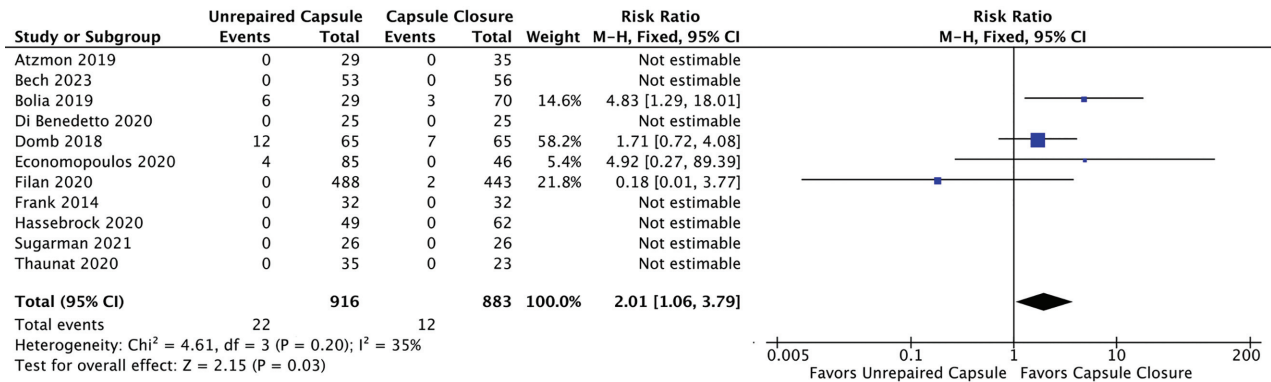 Unrepaired Capsule Capsule Closure Risk Ratio Risk Ratio
Study or Subgroup Events Total Events Total Weight M-H, Fixed, 95% CI M-H, Fixed, 95% CI
Atzmon 2019 0 29 0 35 Not estimable
Bech 2023 0 53 0 56 Not estimable
Bolia 2019 6 29 3 70 14.6% 4.83 [1.29, 18.01]
Di Benedetto 2020 0 25 0 25 Not estimable
Domb 2018 12 65 7 65 58.2% 1.71 [0.72, 4.08]
Economopoulos 2020 4 85 0 46 5.4% 4.92 [0.27, 89.39]
Filan 2020 0 488 2 443 21.8% 0.18 [0.01, 3.77]
Frank 2014 0 32 0 32 Not estimable
Hassebrock 2020 0 49 0 62 Not estimable
Sugarman 2021 0 26 0 26 Not estimable
Thaunat 2020 0 35 0 23 Not estimable
Total (95% CI) 916 883 100.0% 2.01 [1.06, 3.79]
Total events 22 12
Heterogeneity: Chi² = 4.61, df = 3 (P = 0.20); I² = 35%
Test for overall effect: Z = 2.15 (P = 0.03)
0.005 0.1 1 10 200
Favors Unrepaired Capsule Favors Capsule Closure